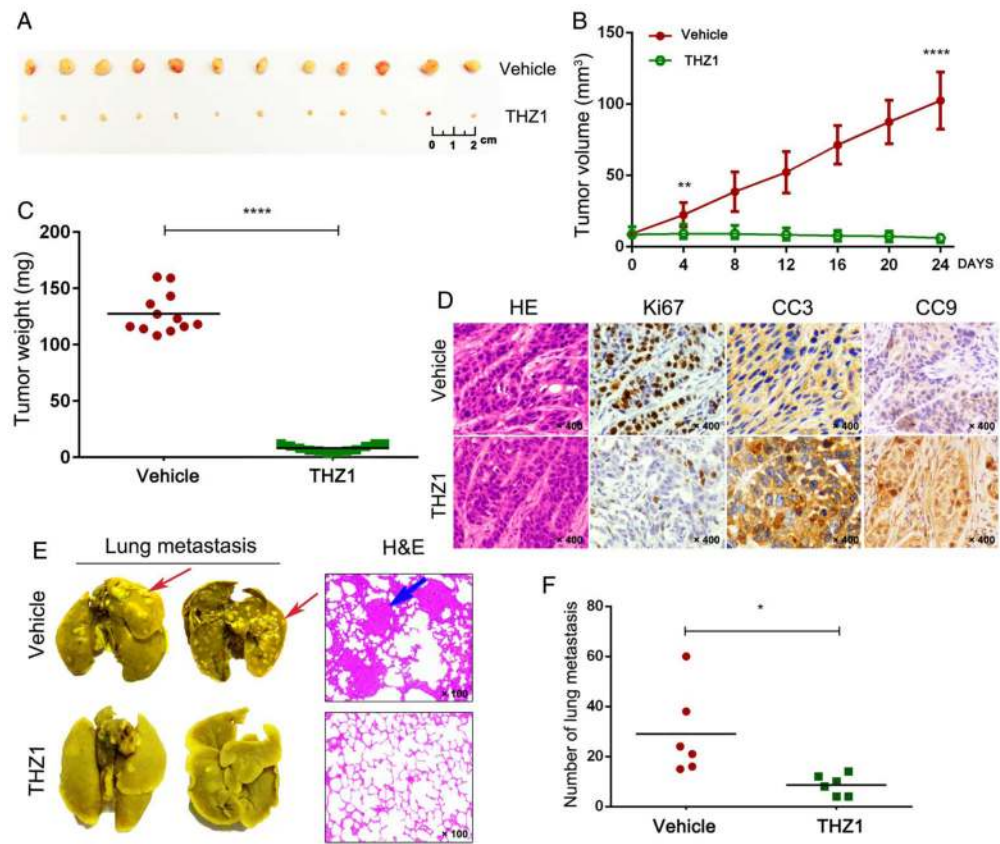 A
Vehicle
THZ1
0 1 2 cm
B
Vehicle
THZ1
Tumor volume (mm³)
150
100
50
0
**
****
0 4 8 12 16 20 24 DAYS
C
Tumor weight (mg)
200
150
100
50
0
****
Vehicle THZ1
D
HE Ki67 CC3 CC9
Vehicle
× 400 × 400 × 400 × 400
THZ1
× 400 × 400 × 400 × 400
E
Lung metastasis H&E
Vehicle
× 100
THZ1
× 100
F
Number of lung metastasis
80
60
40
20
0
*
Vehicle THZ1